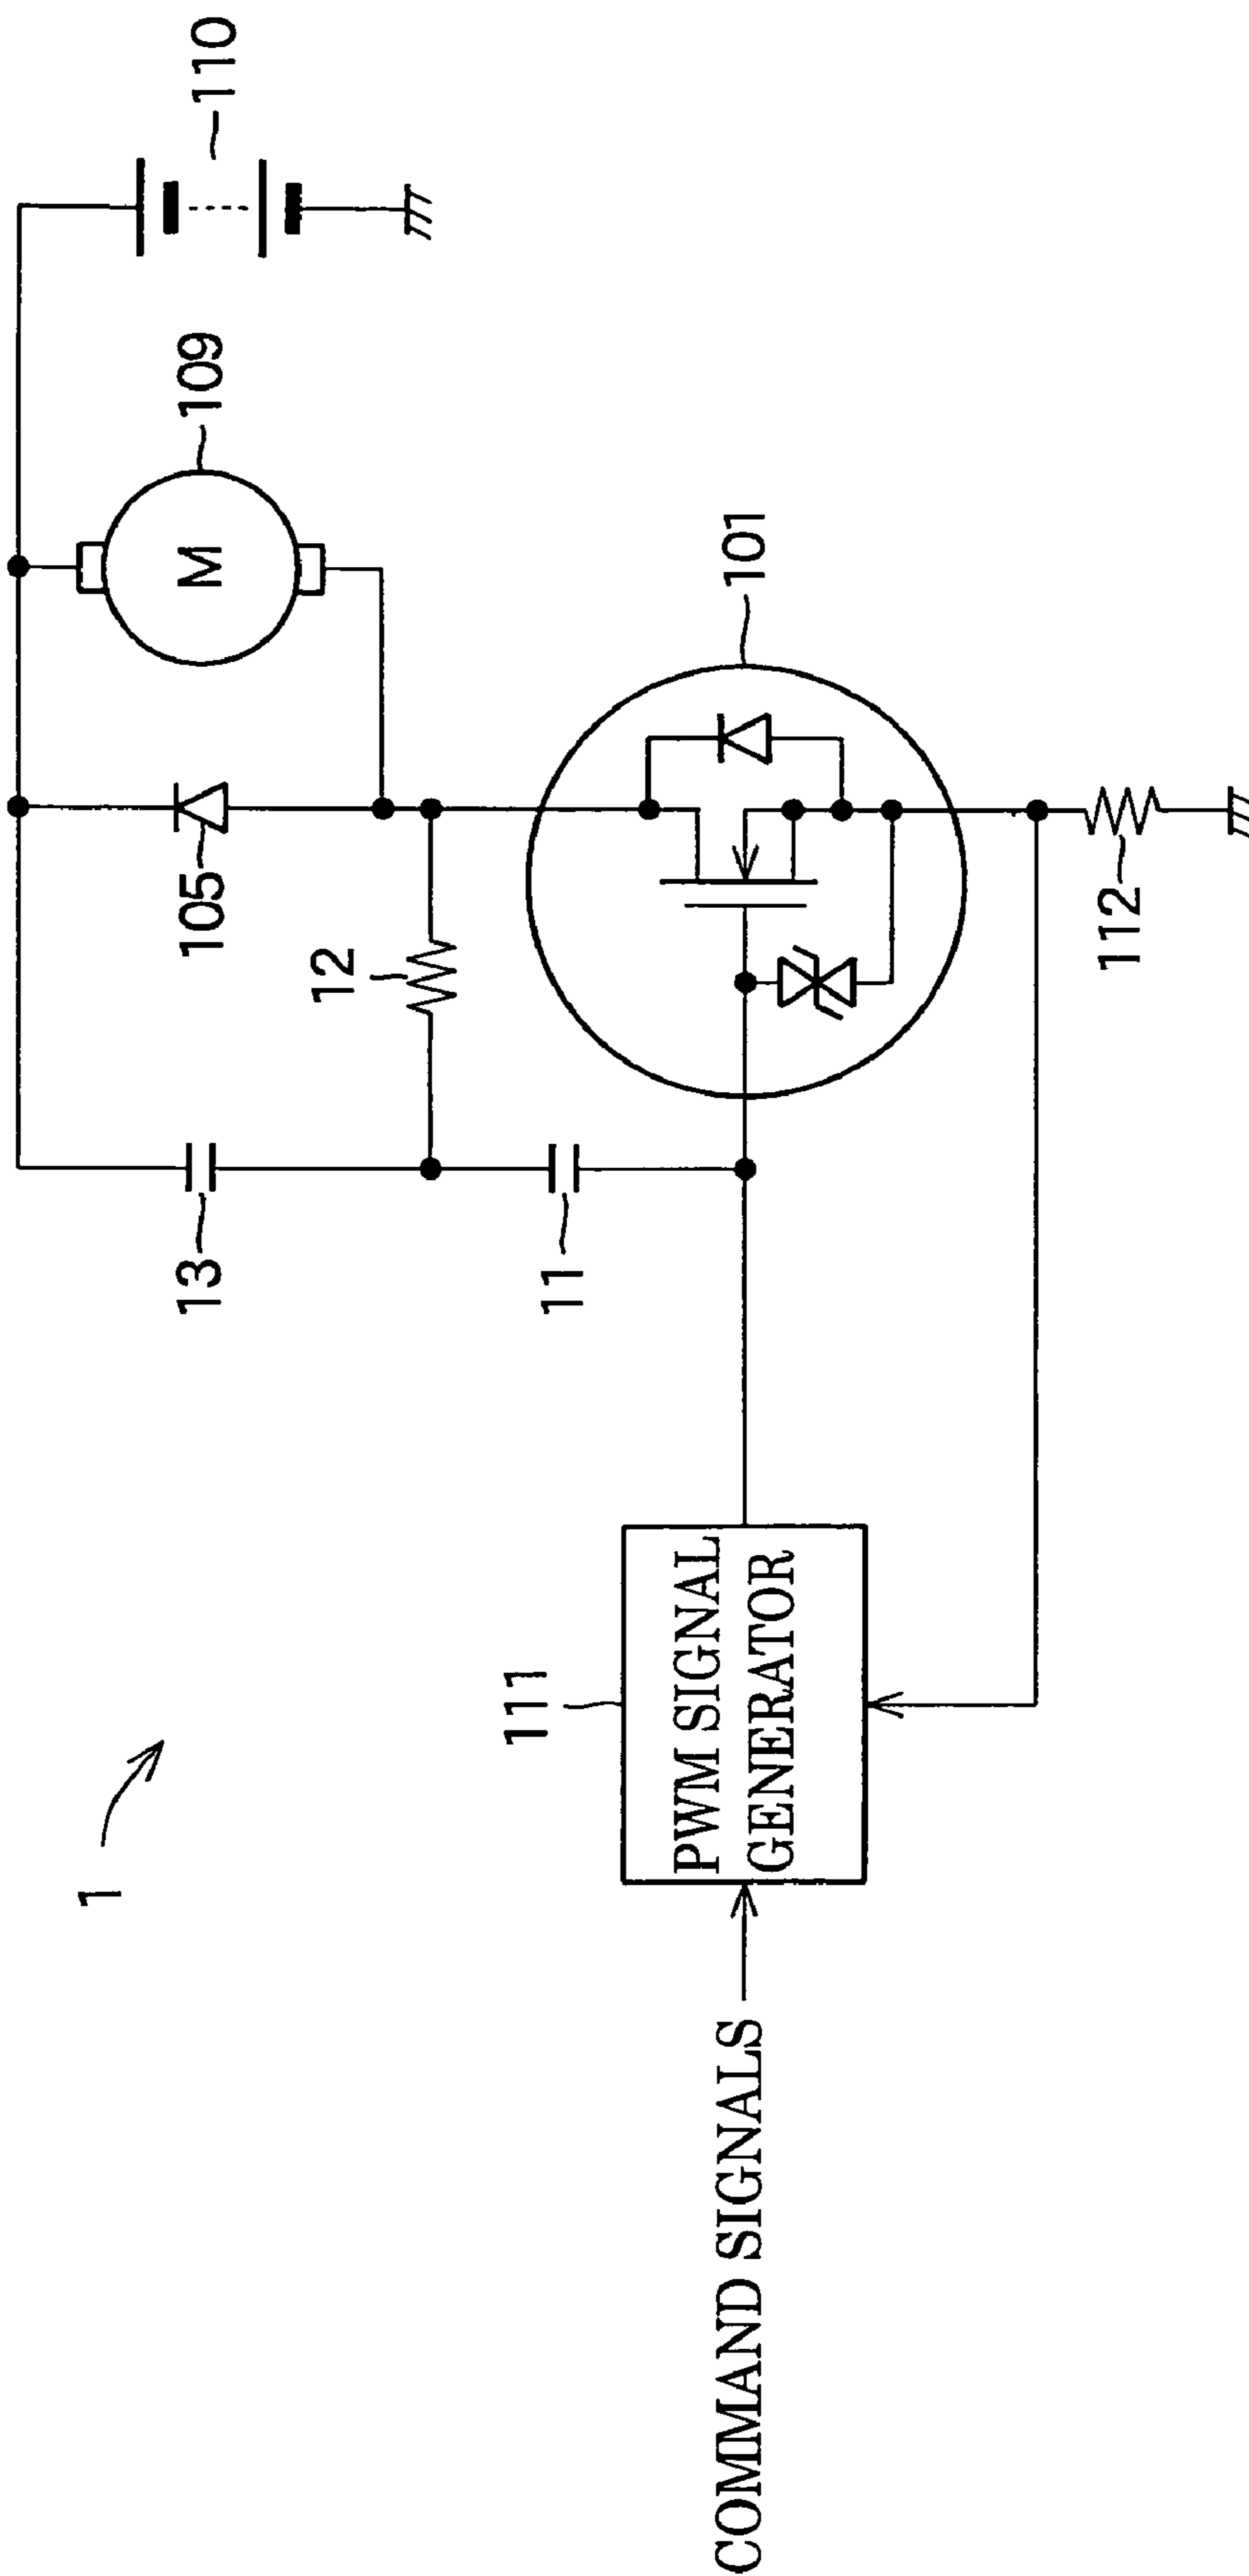 1
COMMAND SIGNALS
111
PWM SIGNAL
GENERATOR
13
11
12
105
109
M
110
101
112